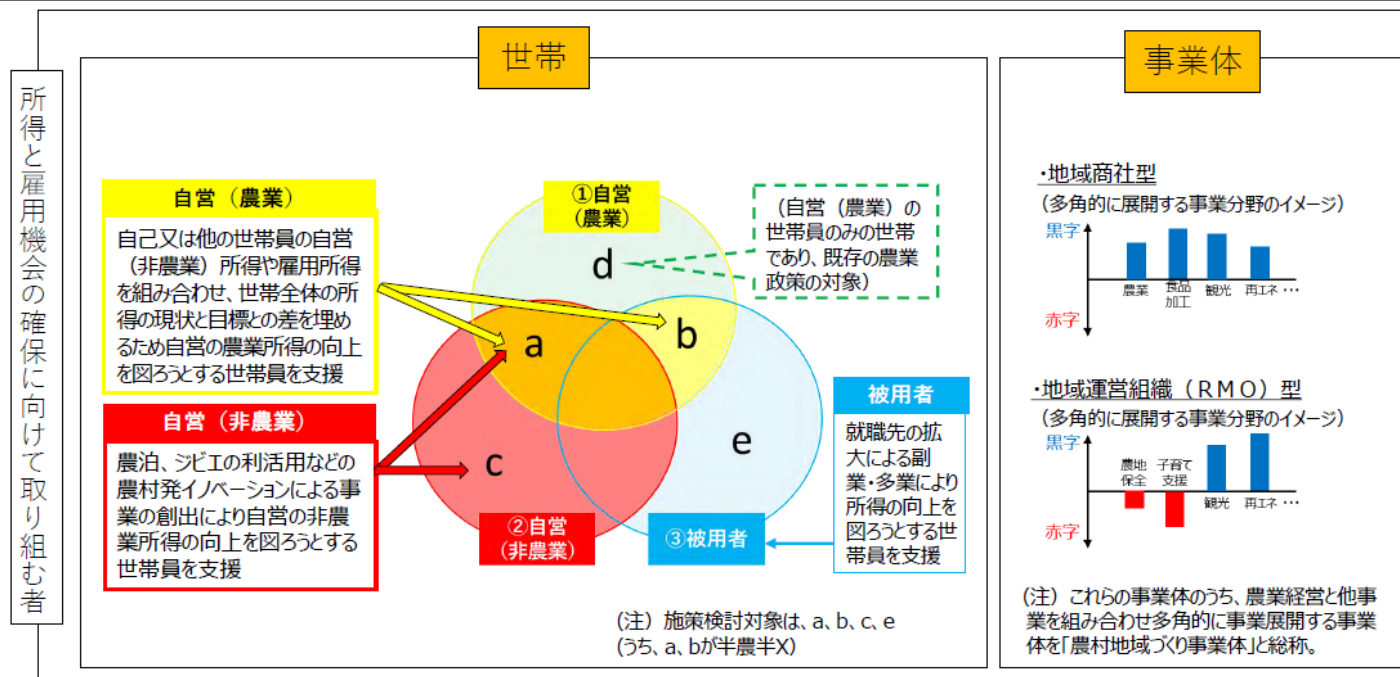 所得と雇用機会の確保に向けて取り組む者
世帯
自営（農業）
自己又は他の世帯員の自営
（非農業）所得や雇用所得
を組み合わせ、世帯全体の所
得の現状と目標との差を埋め
るため自営の農業所得の向上
を図ろうとする世帯員を支援
自営（非農業）
農泊、ジビエの利活用などの
農村発イノベーションによる事
業の創出により自営の非農
業所得の向上を図ろうとする
世帯員を支援
①自営
(農業)
（自営（農業）の
世帯員のみの世帯
であり、既存の農業
政策の対象）
d
a
b
c
e
②自営
(非農業)
③被用者
被用者
就職先の拡
大による副
業・多業により
所得の向上を
図ろうとする世
帯員を支援
(注）施策検討対象は、a、b、c、e
(うち、a、bが半農半X)
事業体
・地域商社型
(多角的に展開する事業分野のイメージ)
黒字
赤字
農業
食品
加工
観光
再エネ …
・地域運営組織（RMO）型
(多角的に展開する事業分野のイメージ)
黒字
赤字
農地
保全
子育て
支援
観光
再エネ …
(注）これらの事業体のうち、農業経営と他事
業を組み合わせ多角的に事業展開する事業
体を「農村地域づくり事業体」と総称。